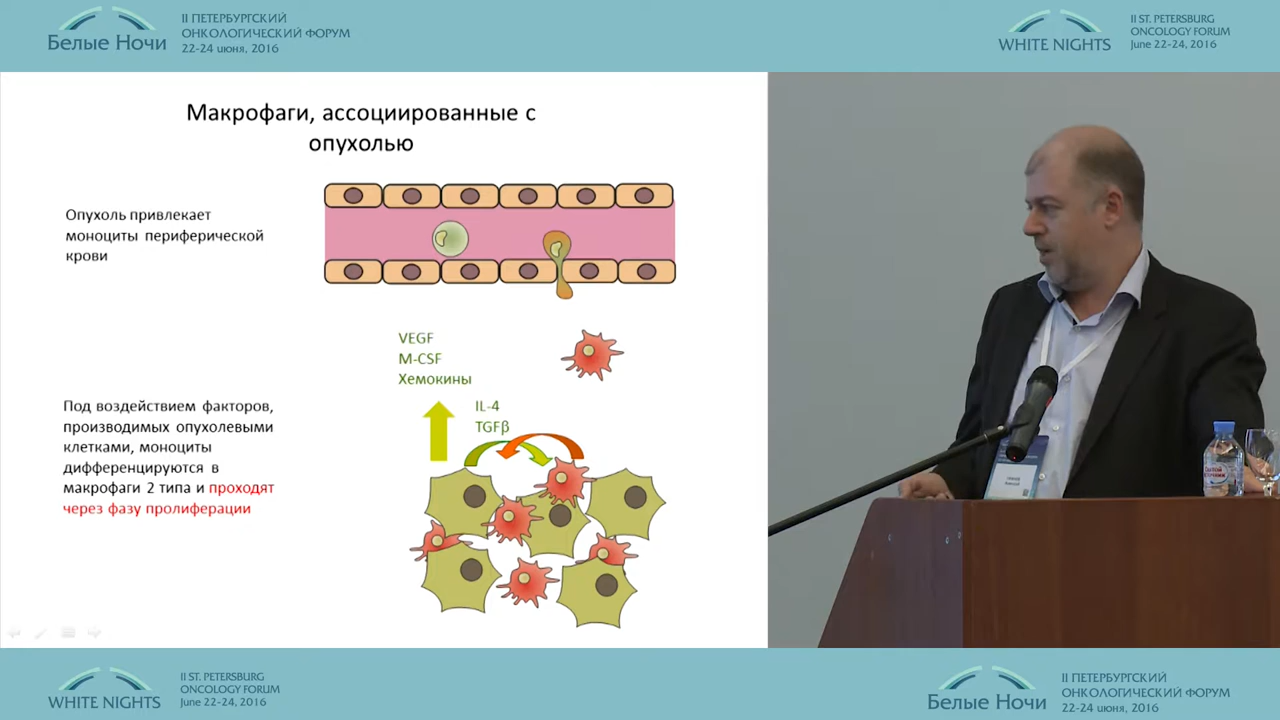 Белые Ночи
II ПЕТЕРБУРГСКИЙ
ОНКОЛОГИЧЕСКИЙ ФОРУМ
22-24 июня, 2016
WHITE NIGHTS
II ST. PETERSBURG
ONCOLOGY FORUM
June 22-24, 2016
Макрофаги, ассоциированные с
опухолью
Опухоль привлекает
моноциты периферической
крови
VEGF
M-CSF
Хемокины
IL-4
TGFβ
Под воздействием факторов,
производимых опухолевыми
клетками, моноциты
дифференцируются в
макрофаги 2 типа и проходят
через фазу пролиферации
WHITE NIGHTS
II ST. PETERSBURG
ONCOLOGY FORUM
June 22-24, 2016
Белые Ночи
II ПЕТЕРБУРГСКИЙ
ОНКОЛОГИЧЕСКИЙ ФОРУМ
22-24 июня, 2016